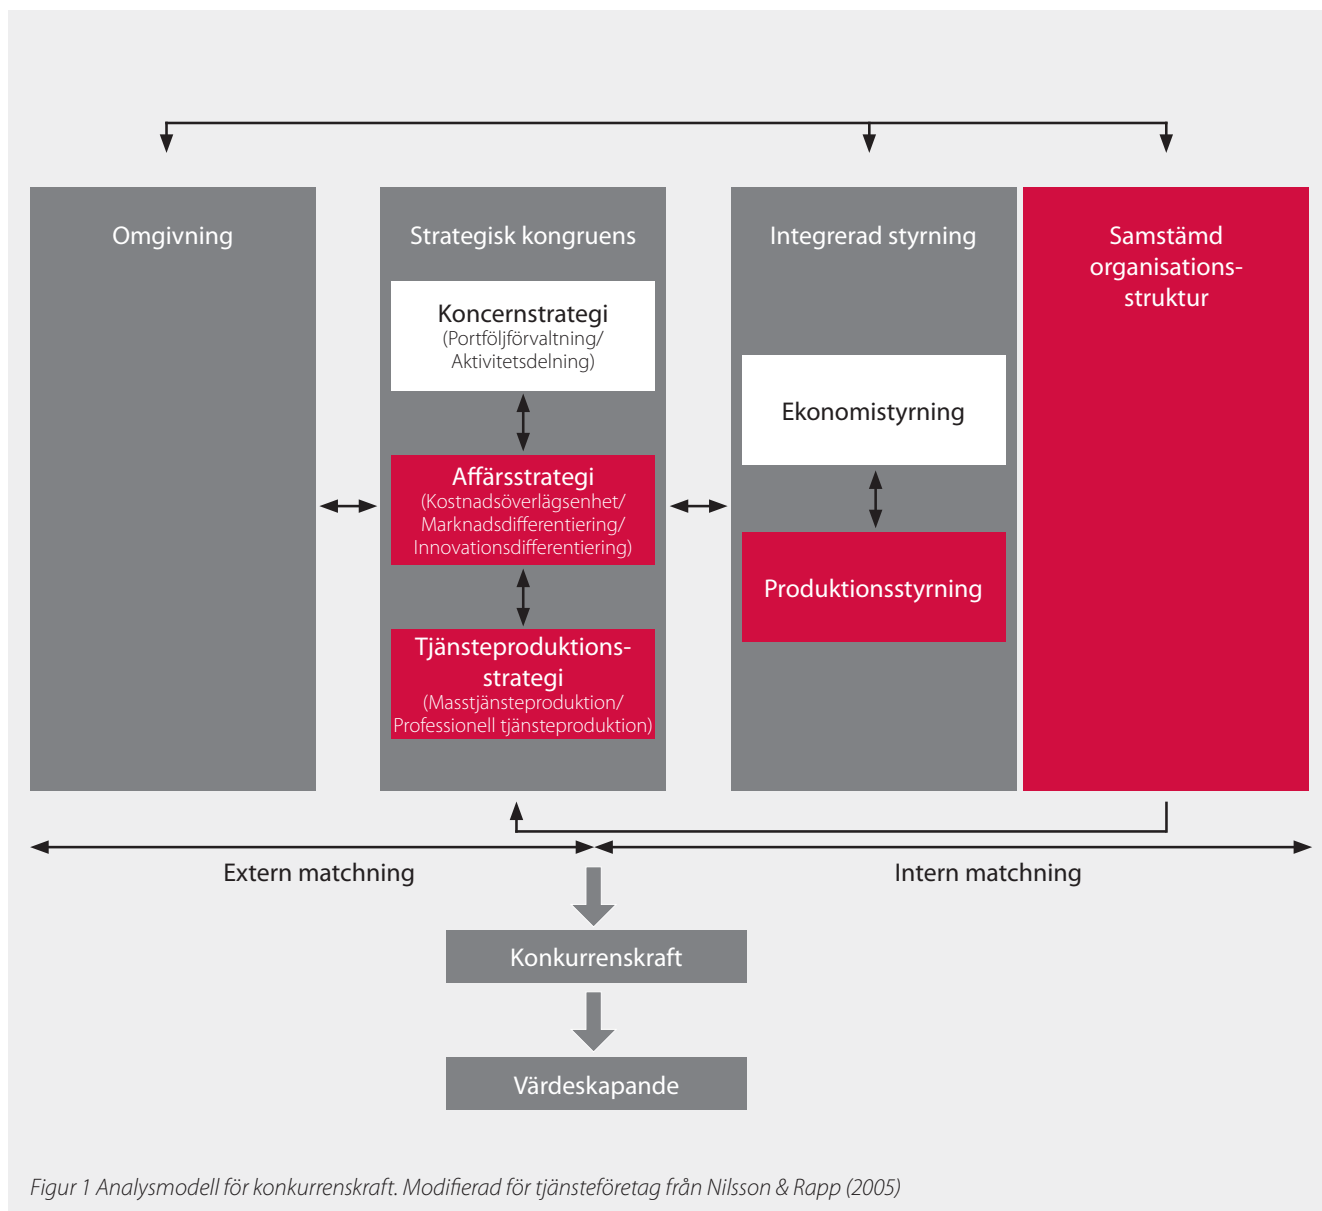 Omgivning
Strategisk kongruens
Koncernstrategi
(Portföljförvaltning/
Aktivitetsdelning)
Affärsstrategi
(Kostnadsöverlägsenhet/
Marknadsdifferentiering/
Innovationsdifferentiering)
Tjänsteproduktions-
strategi
(Masstjänsteproduktion/
Professionell tjänsteproduktion)
Integrerad styrning
Ekonomistyrning
Produktionsstyrning
Samstämd
organisations-
struktur
Extern matchning
Intern matchning
Konkurrenskraft
Värdeskapande
Figur 1 Analysmodell för konkurrenskraft. Modifierad för tjänsteföretag från Nilsson & Rapp (2005)